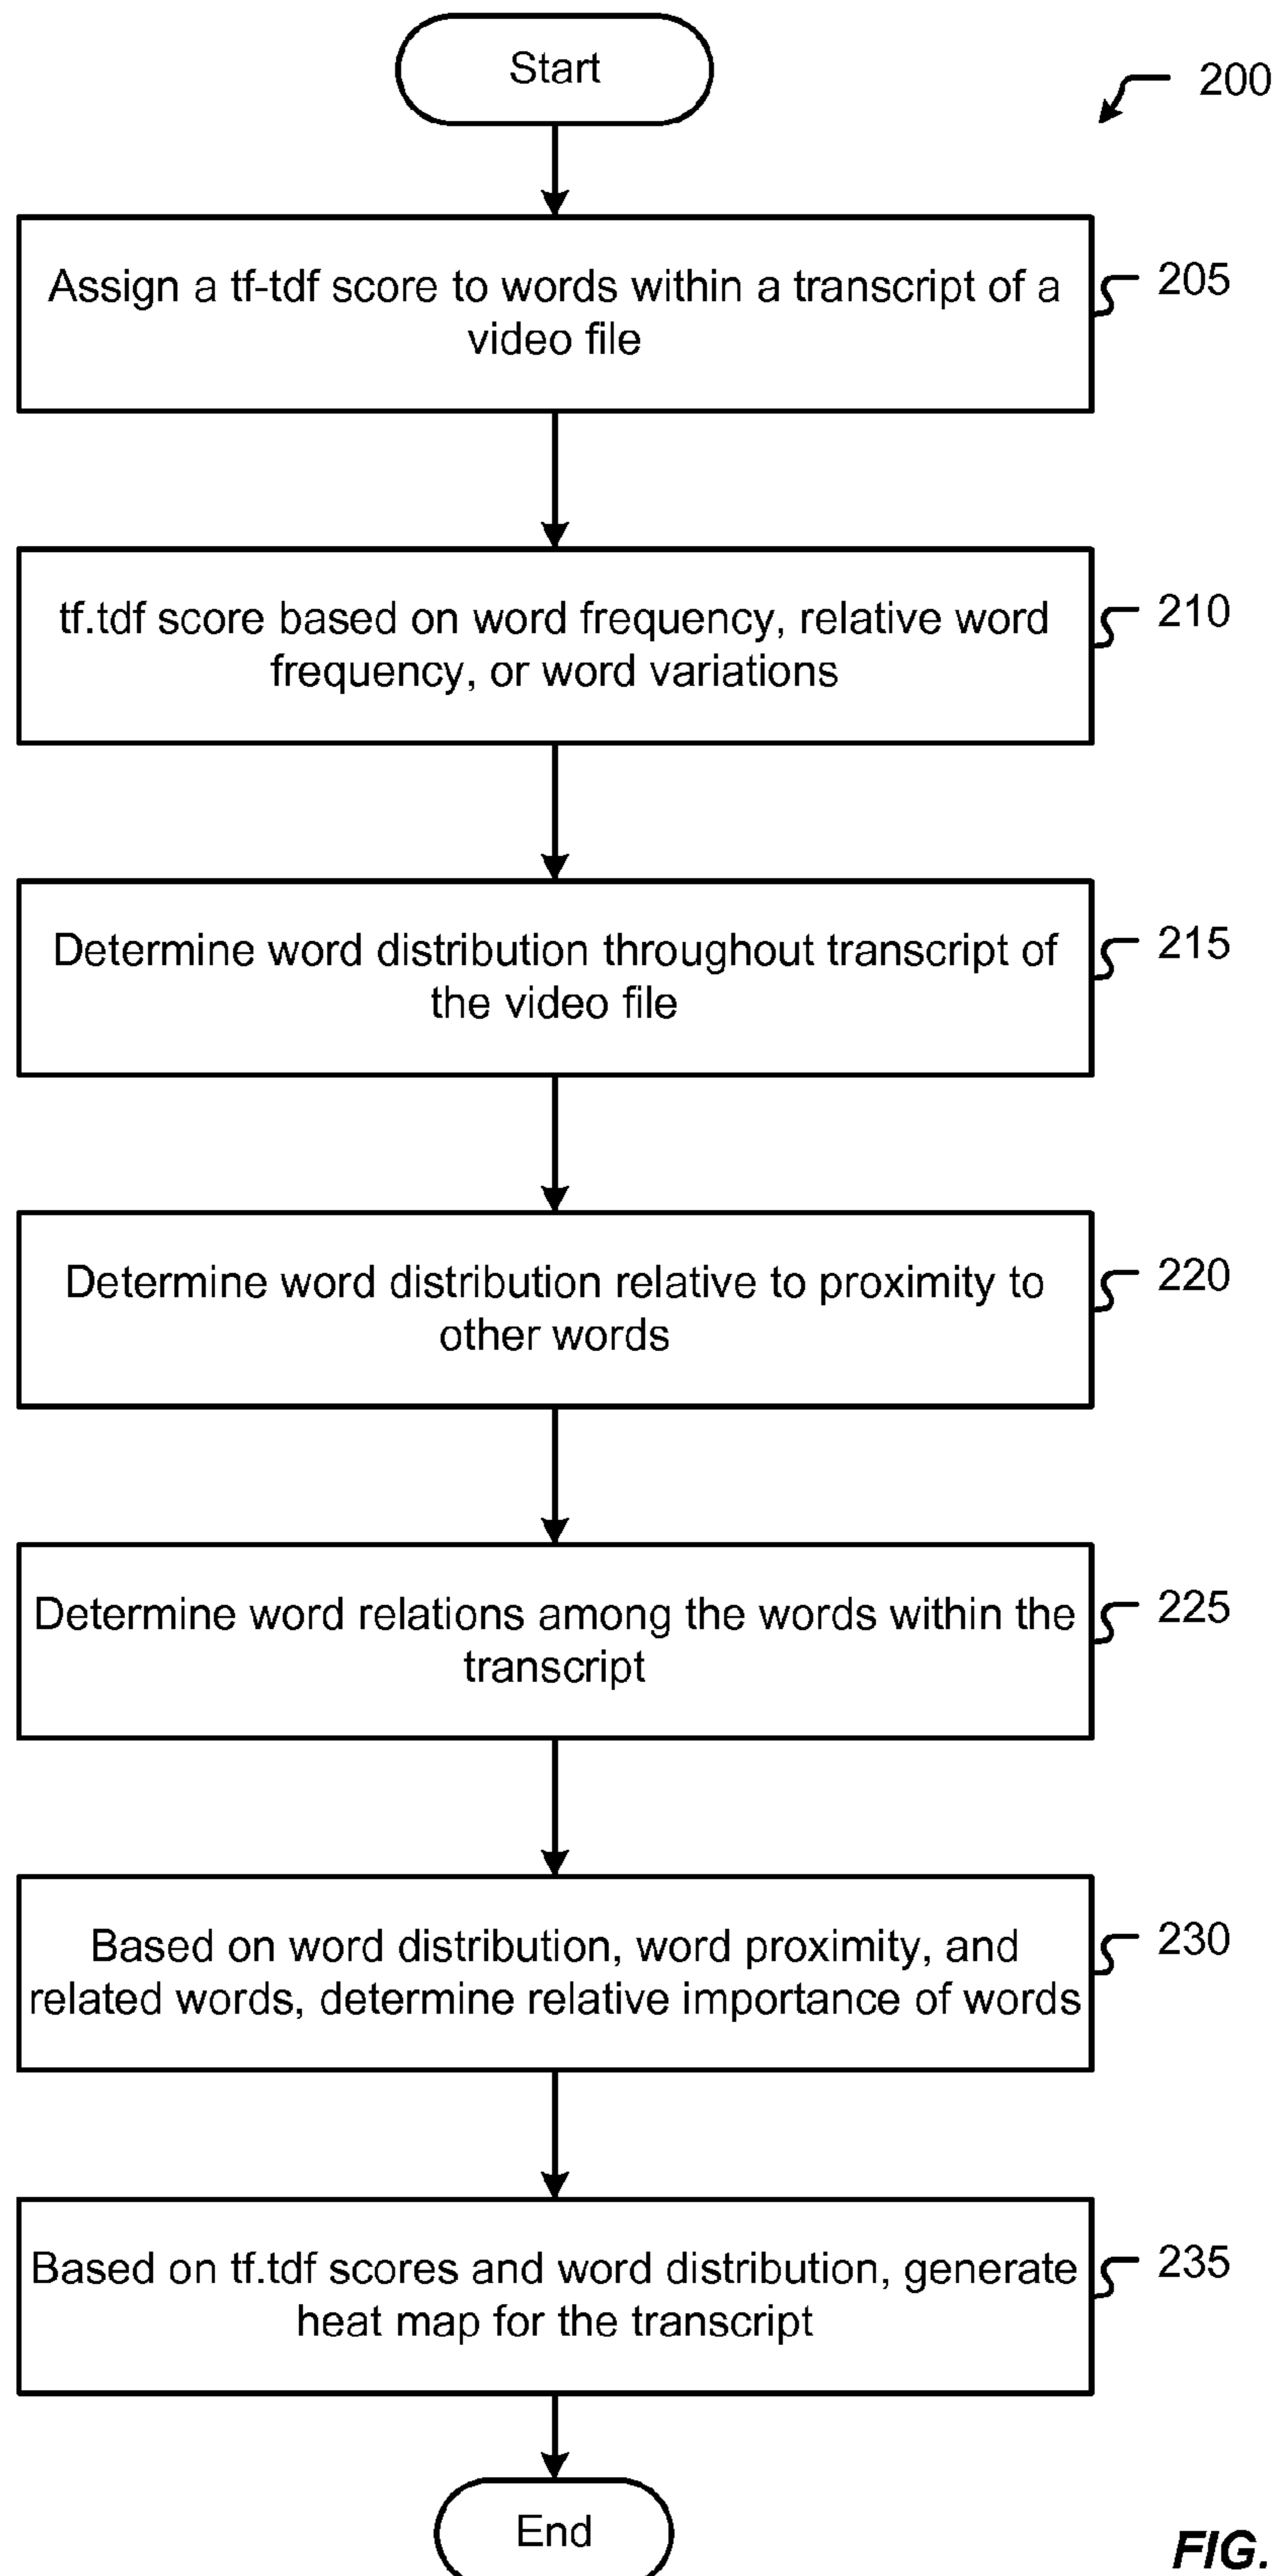 Start
200
Assign a tf-tdf score to words within a transcript of a
video file
205
tf.tdf score based on word frequency, relative word
frequency, or word variations
210
Determine word distribution throughout transcript of
the video file
215
Determine word distribution relative to proximity to
other words
220
Determine word relations among the words within the
transcript
225
Based on word distribution, word proximity, and
related words, determine relative importance of words
230
Based on tf.tdf scores and word distribution, generate
heat map for the transcript
235
End
FIG.